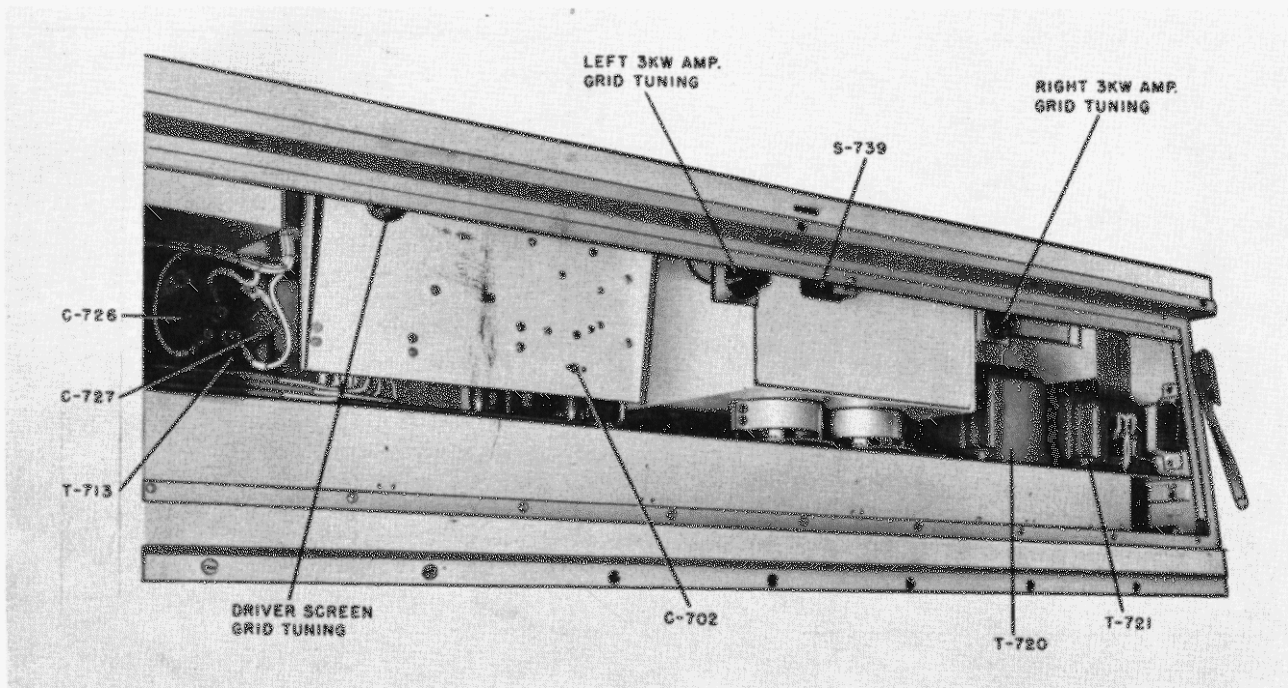 LEFT 3KW AMP.
GRID TUNING
RIGHT 3KW AMP.
GRID TUNING
S-739
C-726
C-727
T-713
DRIVER SCREEN
GRID TUNING
C-702
T-720
T-721